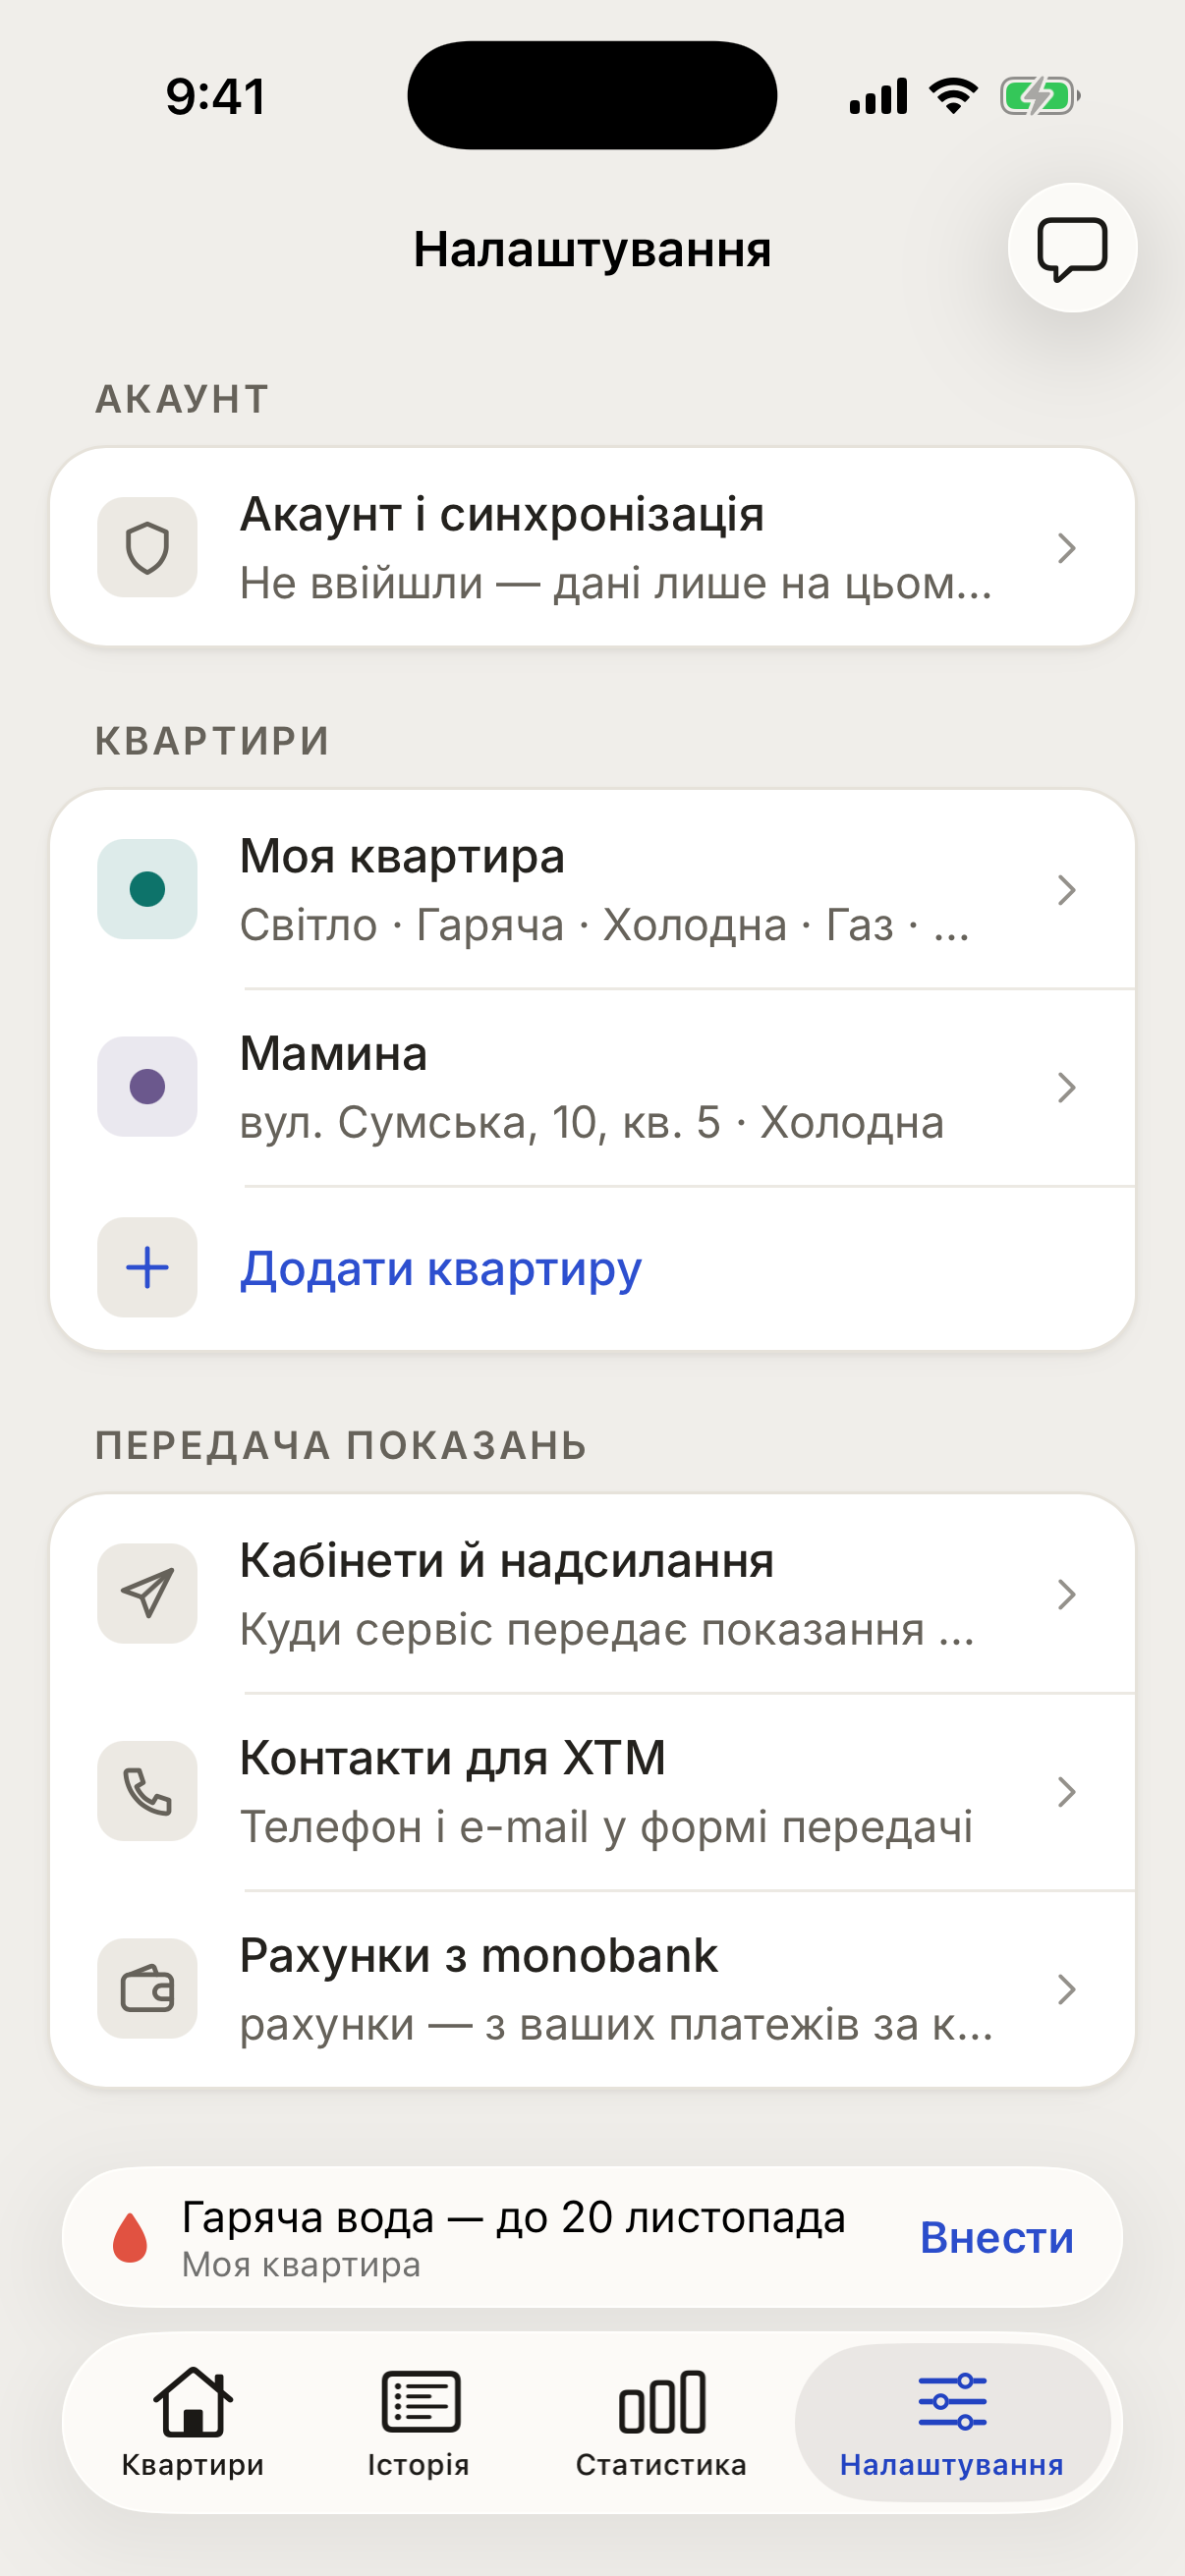 9:41
Налаштування
АКАУНТ
Акаунт і синхронізація
Не ввійшли — дані лише на цьом...
КВАРТИРИ
Моя квартира
Світло · Гаряча · Холодна · Газ · ...
Мамина
вул. Сумська, 10, кв. 5 · Холодна
Додати квартиру
ПЕРЕДАЧА ПОКАЗАНЬ
Кабінети й надсилання
Куди сервіс передає показання ...
Контакти для ХТМ
Телефон і e-mail у формі передачі
Рахунки з monobank
рахунки — з ваших платежів за к...
Гаряча вода — до 20 листопада
Моя квартира
Внести
Квартири
Історія
Статистика
Налаштування